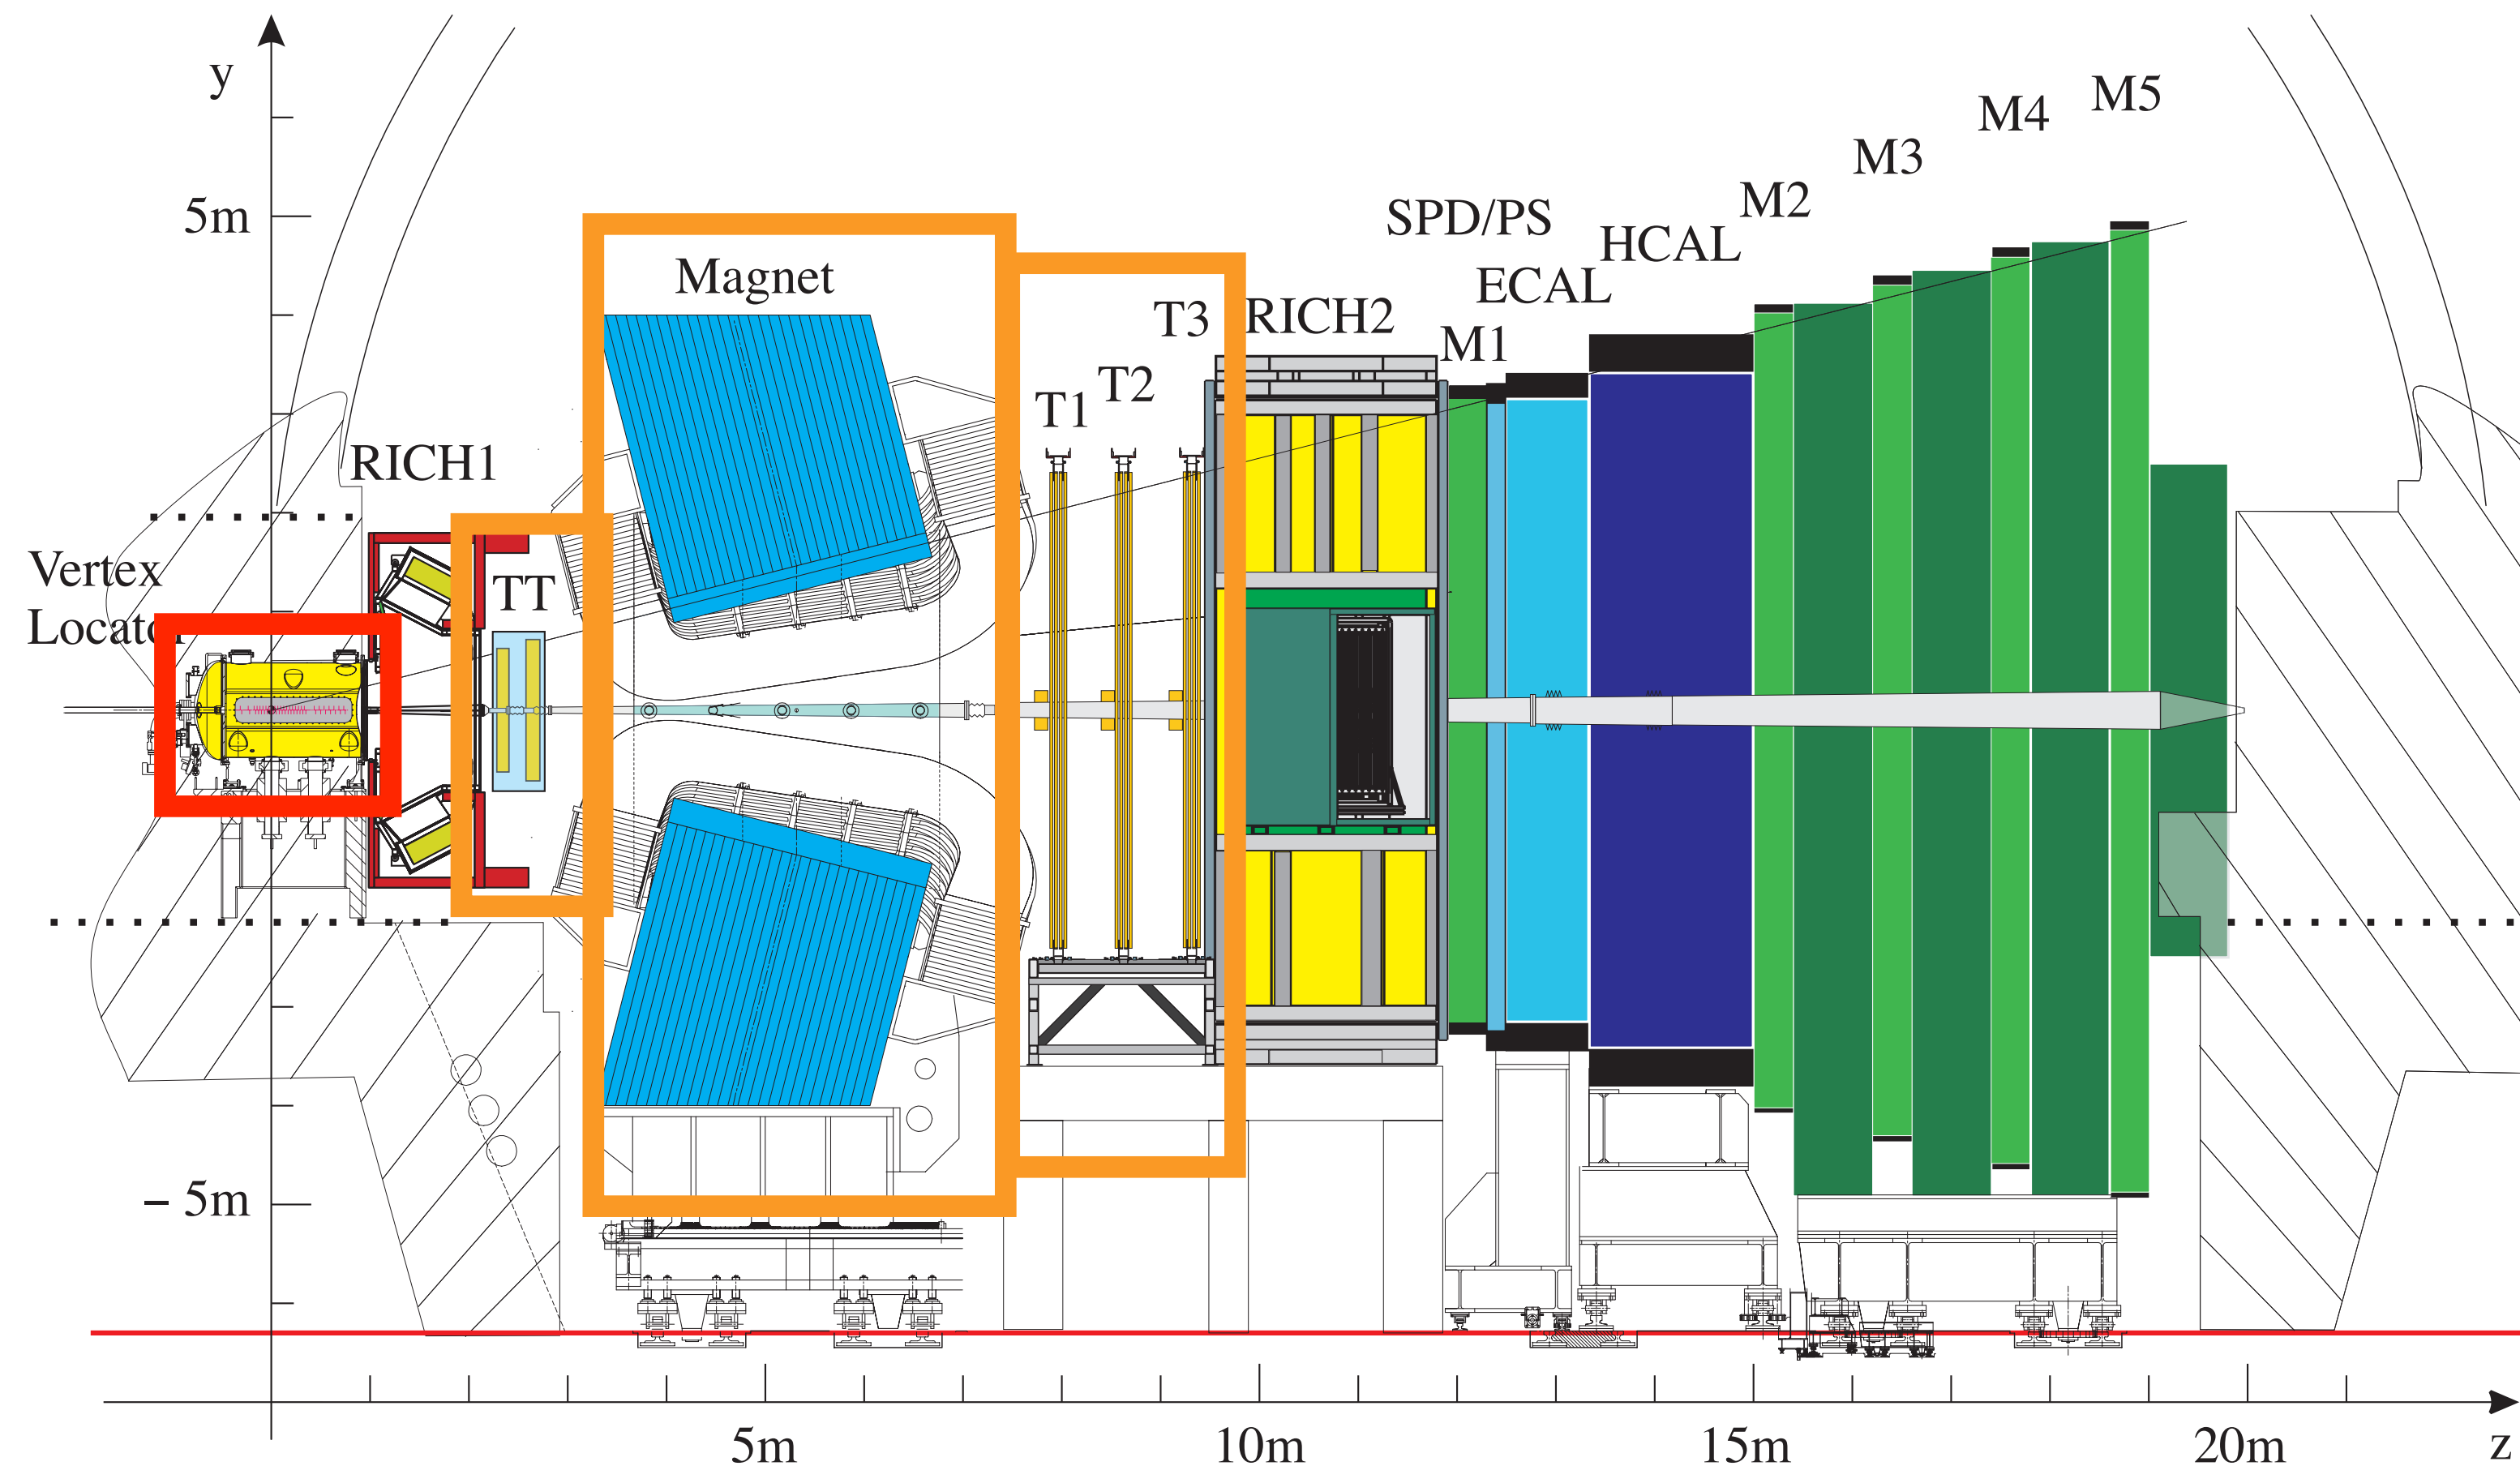 y
5m
Vertex
Locator
RICH1
TT
Magnet
T1
T2
T3
RICH2
M1
SPD/PS
ECAL
HCAL
M2
M3
M4
M5
– 5m
5m
10m
15m
20m
z